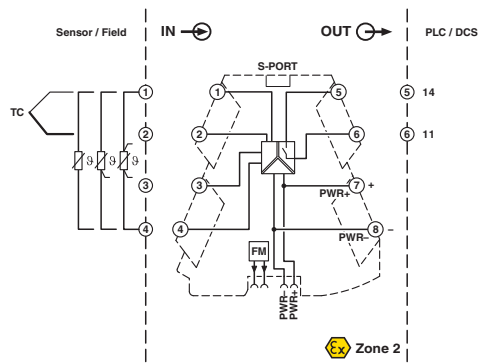 Sensor / Field
IN
OUT
PLC / DCS
S-PORT
1
1
5
5
14
TC
2
2
6
6
11
ϑ
ϑ
ϑ
3
3
7
+
PWR+
4
4
8
–
PWR–
FM
PWR–
PWR+
Ex
Zone 2